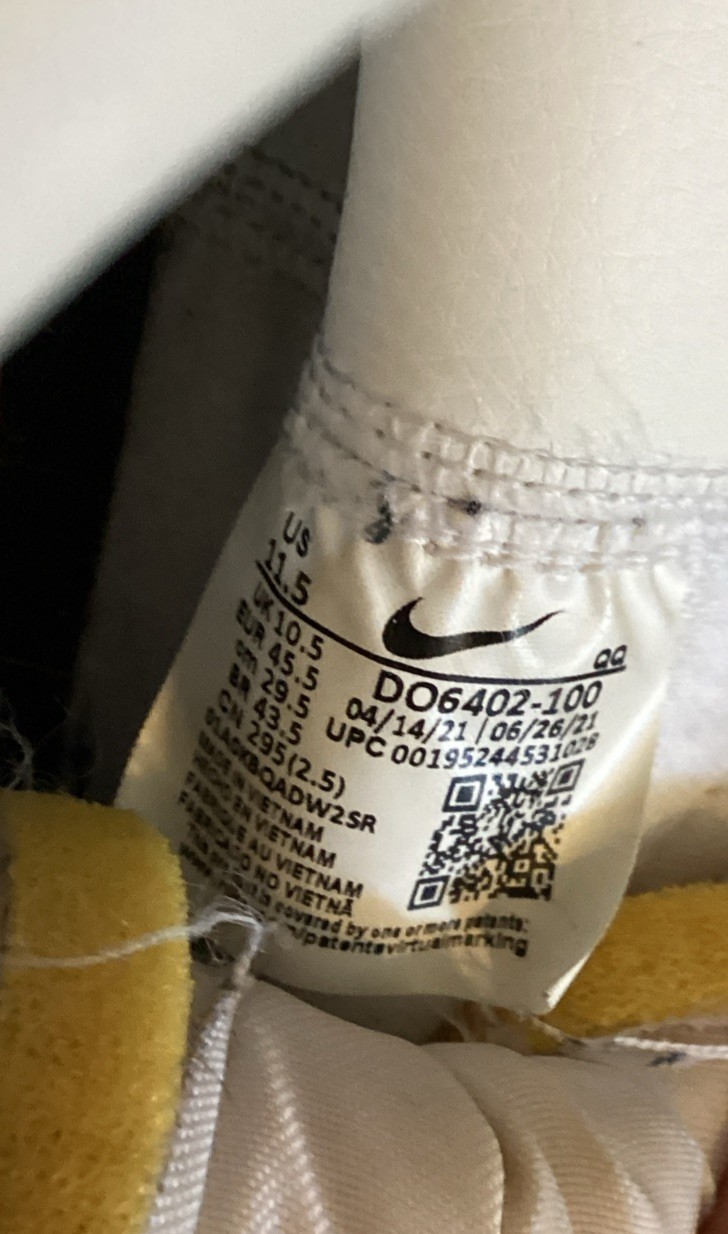 US
11.5
UK 10.5
EUR 45.5
cm 29.5
BR 43.5
CN 295(2.5)
QQ
DO6402-100
04/14/21 | 06/26/21
UPC 00195244531028
MADE IN VIETNAM
HECHO EN VIETNAM
FABRIQUE AU VIETNAM
FABRICADO NO VIETNÃ
is covered by one or more patents:
/patentsvirtualmarking